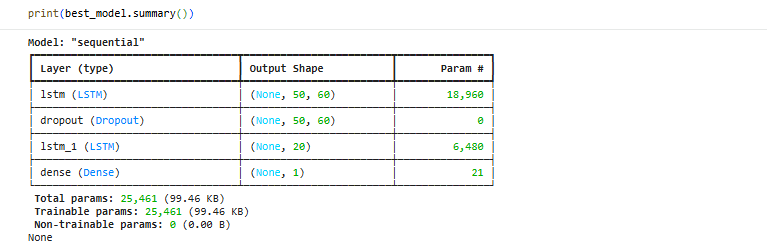 print(best_model.summary())
Model: "sequential"
Layer (type) Output Shape Param #
lstm (LSTM) (None, 50, 60) 18,960
dropout (Dropout) (None, 50, 60) 0
lstm_1 (LSTM) (None, 20) 6,480
dense (Dense) (None, 1) 21
Total params: 25,461 (99.46 KB)
Trainable params: 25,461 (99.46 KB)
Non-trainable params: 0 (0.00 B)
None